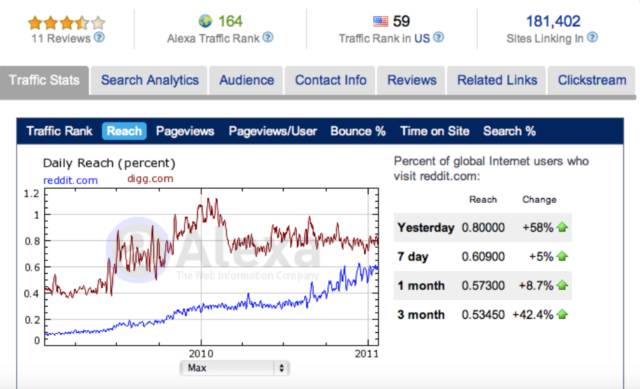 11 Reviews ?
164
Alexa Traffic Rank ?
59
Traffic Rank in US ?
181,402
Sites Linking In ?
Traffic Stats Search Analytics Audience Contact Info Reviews Related Links Clickstream
Traffic Rank Reach Pageviews Pageviews/User Bounce % Time on Site Search %
Daily Reach (percent)
reddit.com digg.com
1.2
1
0.8
0.6
0.4
0.2
0
2010 2011
Alexa
The Web Information Company
Max
Percent of global Internet users who
visit reddit.com:
Reach Change
Yesterday 0.80000 +58%
7 day 0.60900 +5%
1 month 0.57300 +8.7%
3 month 0.53450 +42.4%